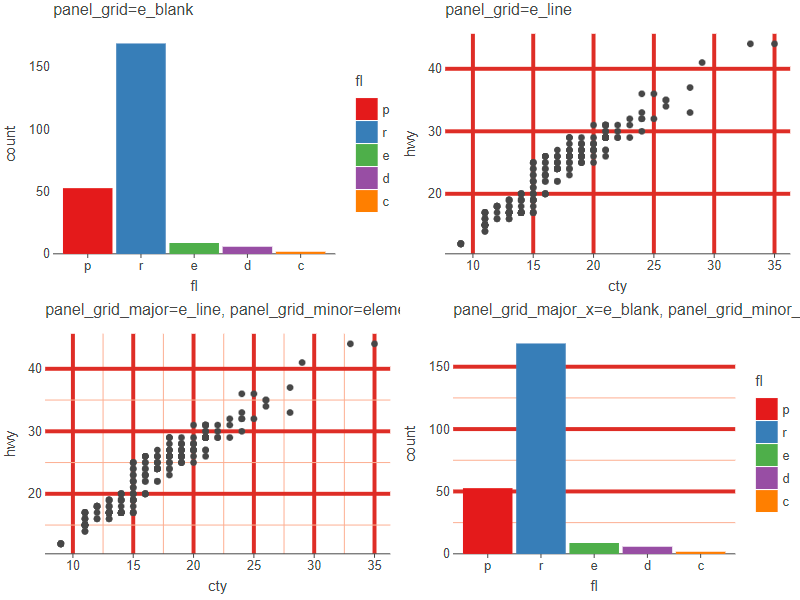 panel_grid=e_blank
150
100
50
0
count
p
r
e
d
c
fl
fl
p
r
e
d
c
panel_grid=e_line
40
30
20
hwy
10
15
20
25
30
35
cty
panel_grid_major=e_line, panel_grid_minor=eleme
40
30
20
hwy
10
15
20
25
30
35
cty
panel_grid_major_x=e_blank, panel_grid_minor_
150
100
50
0
count
p
r
e
d
c
fl
fl
p
r
e
d
c